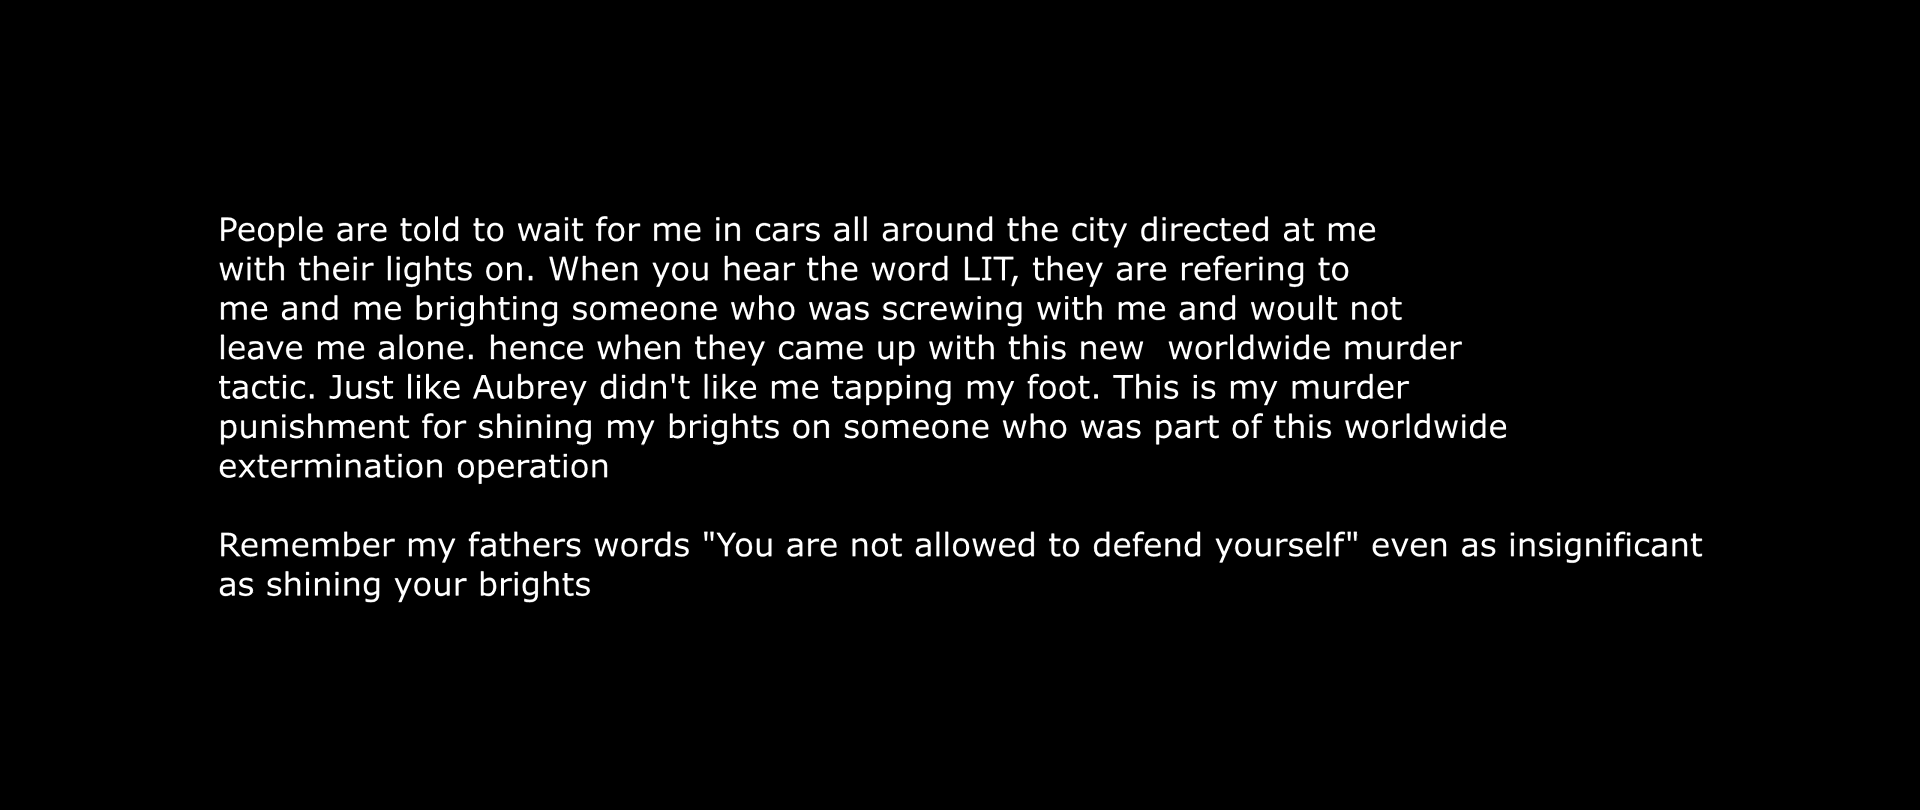 People are told to wait for me in cars all around the city directed at me
with their lights on. When you hear the word LIT, they are refering to
me and me brighting someone who was screwing with me and woult not
leave me alone. hence when they came up with this new  worldwide murder
tactic. Just like Aubrey didn't like me tapping my foot. This is my murder
punishment for shining my brights on someone who was part of this worldwide
extermination operation

Remember my fathers words "You are not allowed to defend yourself" even as insignificant
as shining your brights